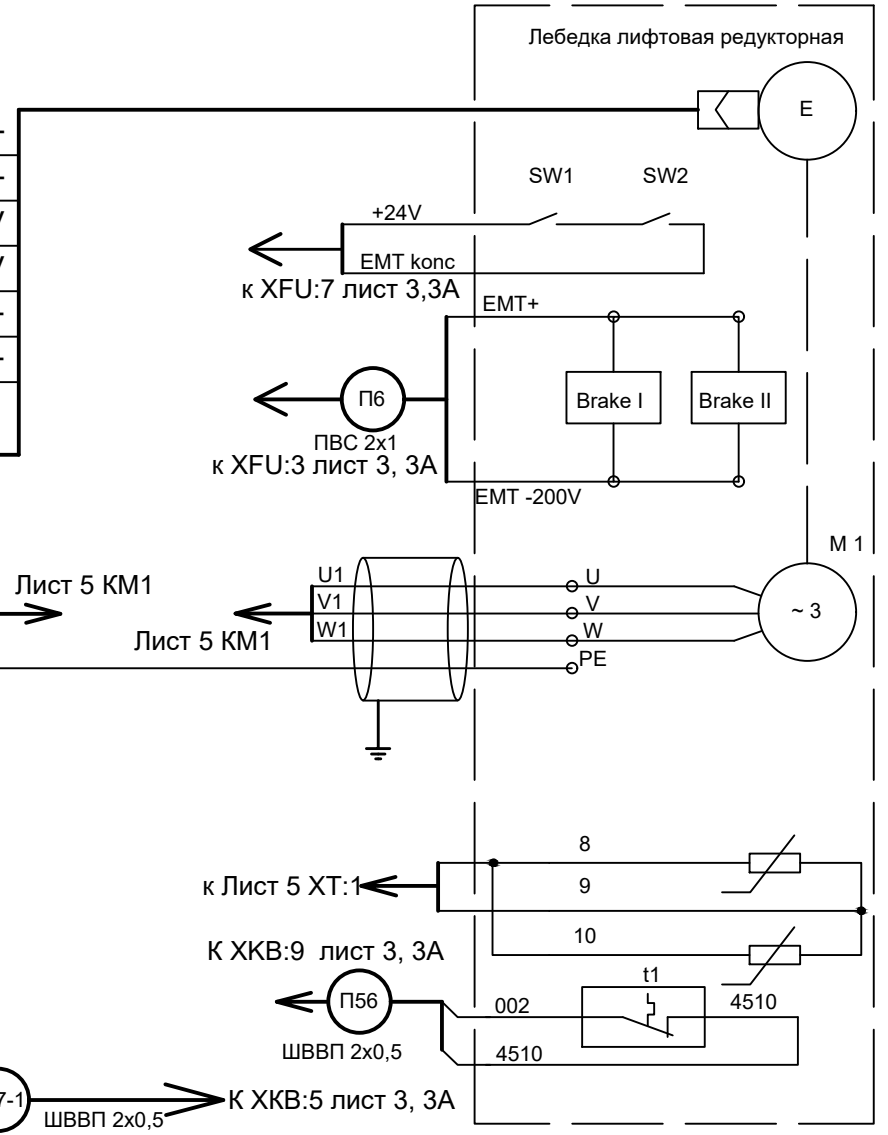 Лебедка лифтовая редукторная
E
SW1
SW2
+24V
EMT konc
к XFU:7 лист 3,3А
EMT+
П6
Brake I
Brake II
ПВС 2х1
к XFU:3 лист 3, 3А
EMT -200V
М 1
Лист 5 КМ1
U1
U
V1
V
~ 3
Лист 5 КМ1
W1
W
PE
8
к Лист 5 XT:1
9
10
К ХКВ:9 лист 3, 3А
t1
П56
002
4510
ШВВП 2х0,5
4510
7-1
К ХКВ:5 лист 3, 3А
ШВВП 2х0,5